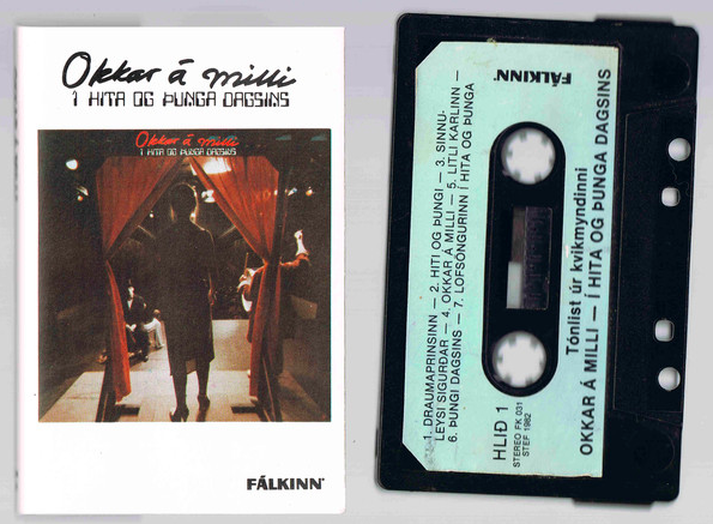 Okkar á milli
Í HITA OG ÞUNGA DAGSINS
Okkar á milli
Í HITA OG ÞUNGA DAGSINS
FÁLKINN
FÁLKINN
1. DRAUMAPRINSINN — 2. HITI OG ÞUNGI — 3. SINNU-
LEYSI SIGURÐAR — 4. OKKAR Á MILLI — 5. LITLI KARLINN —
6. ÞUNGI DAGSINS — 7. LOFSÖNGURINN Í HITA OG ÞUNGA
HLIÐ 1
STEREO FK 031
STEF 1982
Tónlist úr kvikmyndinni
OKKAR Á MILLI — Í HITA OG ÞUNGA DAGSINS